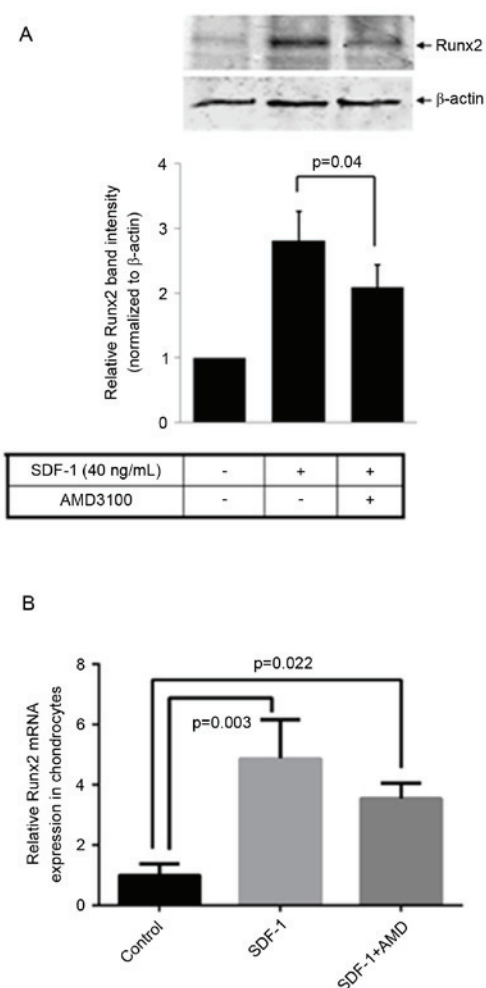 A
Runx2
β-actin
p=0.04
Relative Runx2 band intensity
(normalized to β-actin)
4
3
2
1
0
SDF-1 (40 ng/mL) - + +
AMD3100 - - +
B
p=0.022
p=0.003
Relative Runx2 mRNA
expression in chondrocytes
8
6
4
2
0
Control
SDF-1
SDF-1+AMD